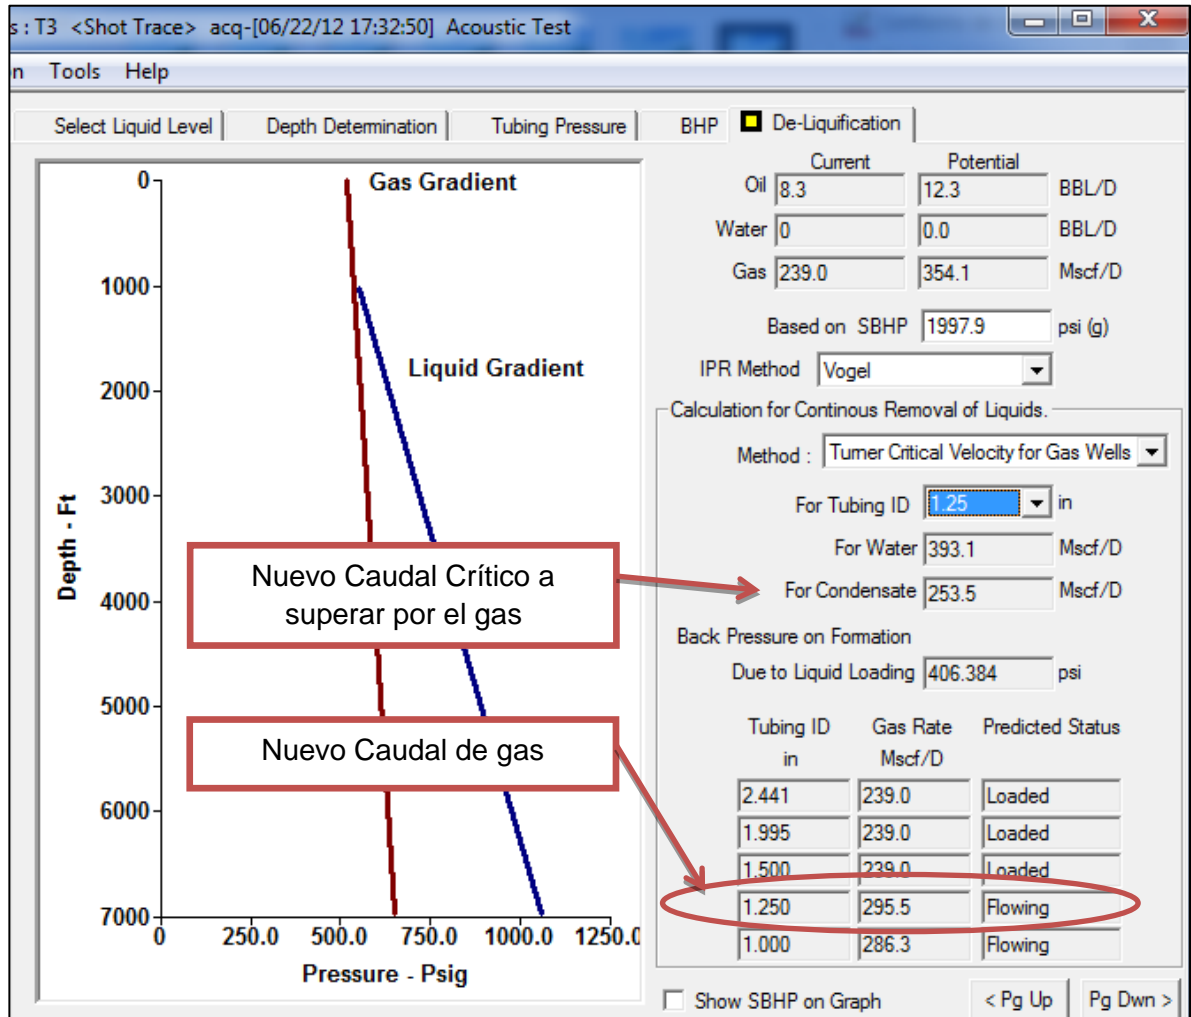 s : T3 <Shot Trace> acq-[06/22/12 17:32:50] Acoustic Test
n Tools Help
Select Liquid Level Depth Determination Tubing Pressure BHP De-Liquification
Gas Gradient
Liquid Gradient
Depth - Ft
0
1000
2000
3000
4000
5000
6000
7000
0 250.0 500.0 750.0 1000.0 1250.0
Pressure - Psig
Nuevo Caudal Crítico a
superar por el gas
Nuevo Caudal de gas
Current Potential
Oil 8.3 12.3 BBL/D
Water 0 0.0 BBL/D
Gas 239.0 354.1 Mscf/D
Based on SBHP 1997.9 psi (g)
IPR Method Vogel
Calculation for Continous Removal of Liquids.
Method : Turner Critical Velocity for Gas Wells
For Tubing ID 1.25 in
For Water 393.1 Mscf/D
For Condensate 253.5 Mscf/D
Back Pressure on Formation
Due to Liquid Loading 406.384 psi
Tubing ID Gas Rate Predicted Status
in Mscf/D
2.441 239.0 Loaded
1.995 239.0 Loaded
1.500 239.0 Loaded
1.250 295.5 Flowing
1.000 286.3 Flowing
Show SBHP on Graph < Pg Up Pg Dwn >